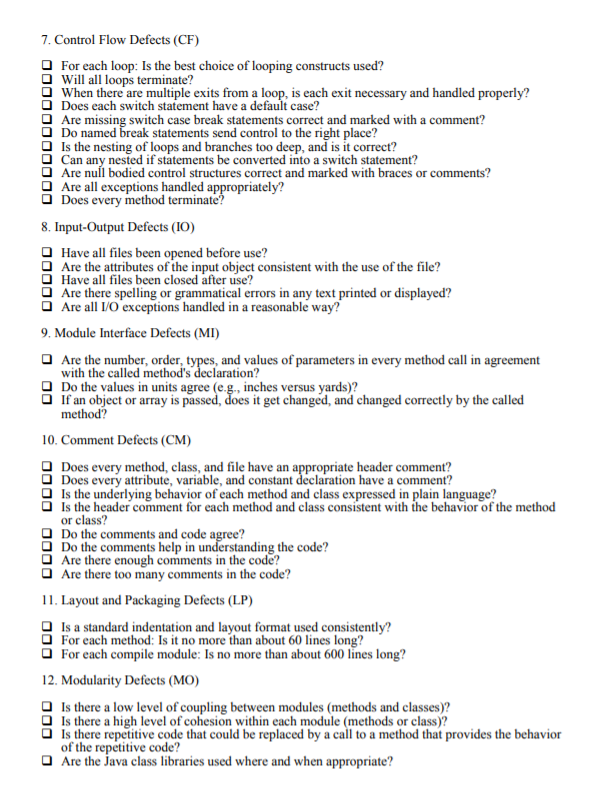 7. Control Flow Defects (CF)
❑ For each loop: Is the best choice of looping constructs used?
❑ Will all loops terminate?
❑ When there are multiple exits from a loop, is each exit necessary and handled properly?
❑ Does each switch statement have a default case?
❑ Are missing switch case break statements correct and marked with a comment?
❑ Do named break statements send control to the right place?
❑ Is the nesting of loops and branches too deep, and is it correct?
❑ Can any nested if statements be converted into a switch statement?
❑ Are null bodied control structures correct and marked with braces or comments?
❑ Are all exceptions handled appropriately?
❑ Does every method terminate?
8. Input-Output Defects (IO)
❑ Have all files been opened before use?
❑ Are the attributes of the input object consistent with the use of the file?
❑ Have all files been closed after use?
❑ Are there spelling or grammatical errors in any text printed or displayed?
❑ Are all I/O exceptions handled in a reasonable way?
9. Module Interface Defects (MI)
❑ Are the number, order, types, and values of parameters in every method call in agreement
with the called method's declaration?
❑ Do the values in units agree (e.g., inches versus yards)?
❑ If an object or array is passed, does it get changed, and changed correctly by the called
method?
10. Comment Defects (CM)
❑ Does every method, class, and file have an appropriate header comment?
❑ Does every attribute, variable, and constant declaration have a comment?
❑ Is the underlying behavior of each method and class expressed in plain language?
❑ Is the header comment for each method and class consistent with the behavior of the method
or class?
❑ Do the comments and code agree?
❑ Do the comments help in understanding the code?
❑ Are there enough comments in the code?
❑ Are there too many comments in the code?
11. Layout and Packaging Defects (LP)
❑ Is a standard indentation and layout format used consistently?
❑ For each method: Is it no more than about 60 lines long?
❑ For each compile module: Is no more than about 600 lines long?
12. Modularity Defects (MO)
❑ Is there a low level of coupling between modules (methods and classes)?
❑ Is there a high level of cohesion within each module (methods or class)?
❑ Is there repetitive code that could be replaced by a call to a method that provides the behavior
of the repetitive code?
❑ Are the Java class libraries used where and when appropriate?